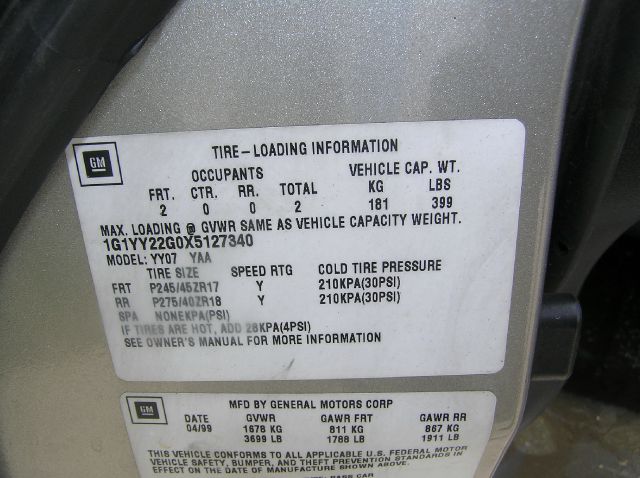 GM
TIRE-LOADING INFORMATION
OCCUPANTS VEHICLE CAP. WT.
FRT. CTR. RR. TOTAL KG LBS
2 0 0 2 181 399
MAX. LOADING @ GVWR SAME AS VEHICLE CAPACITY WEIGHT.
1G1YY22G0X5127340
MODEL: YY07 YAA
TIRE SIZE SPEED RTG COLD TIRE PRESSURE
FRT P245/45ZR17 Y 210KPA(30PSI)
RR P275/40ZR18 Y 210KPA(30PSI)
SPA NONEKPA(PSI)
IF TIRES ARE HOT, ADD 28KPA(4PSI)
SEE OWNER'S MANUAL FOR MORE INFORMATION
GM
MFD BY GENERAL MOTORS CORP
DATE GVWR GAWR FRT GAWR RR
04/99 1678 KG 811 KG 867 KG
3699 LB 1788 LB 1911 LB
THIS VEHICLE CONFORMS TO ALL APPLICABLE U.S. FEDERAL MOTOR
VEHICLE SAFETY, BUMPER, AND THEFT PREVENTION STANDARDS IN
EFFECT ON THE DATE OF MANUFACTURE SHOWN ABOVE.
PASS CAR